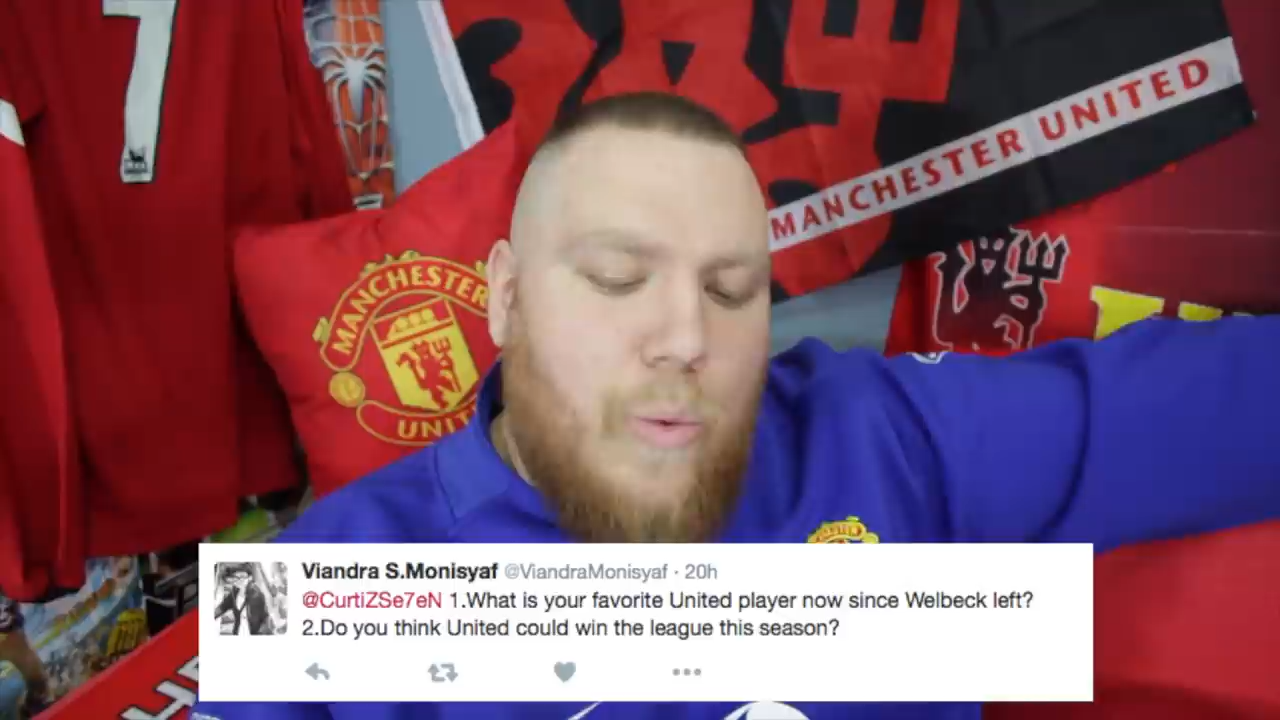 7
MANCHESTER UNITED
MANCHESTER
UNIT
Viandra S.Monisyaf @ViandraMonisyaf · 20h
@CurtiZSe7eN 1.What is your favorite United player now since Welbeck left?
2.Do you think United could win the league this season?